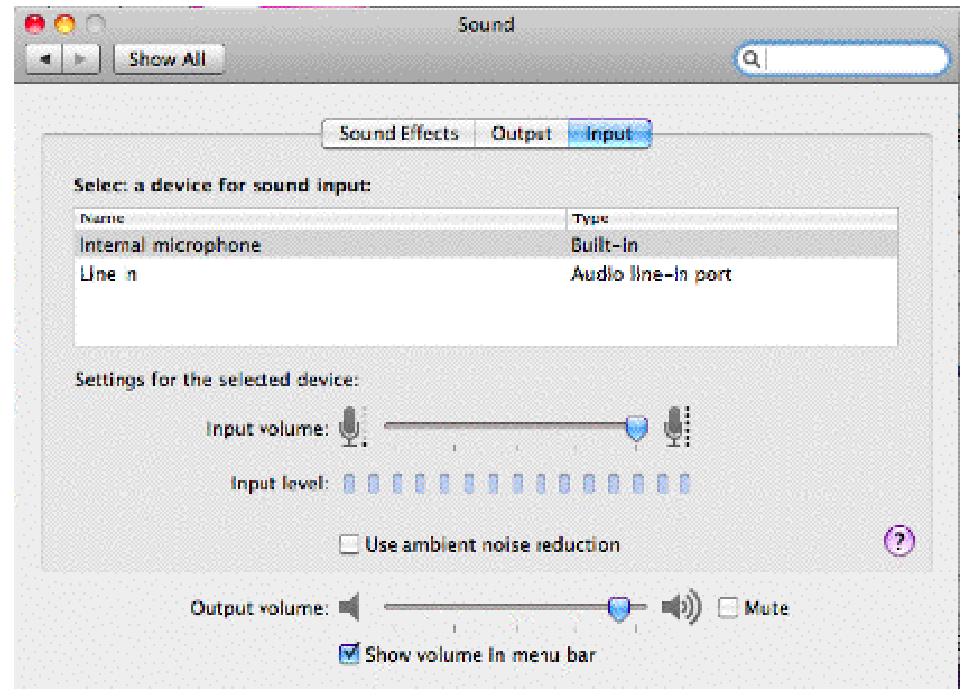 Sound
Show All
Sound Effects Output Input
Select a device for sound input:
Name Type
Internal microphone Built-in
Line in Audio line-in port
Settings for the selected device:
Input volume:
Input level:
Use ambient noise reduction
?
Output volume: Mute
Show volume in menu bar